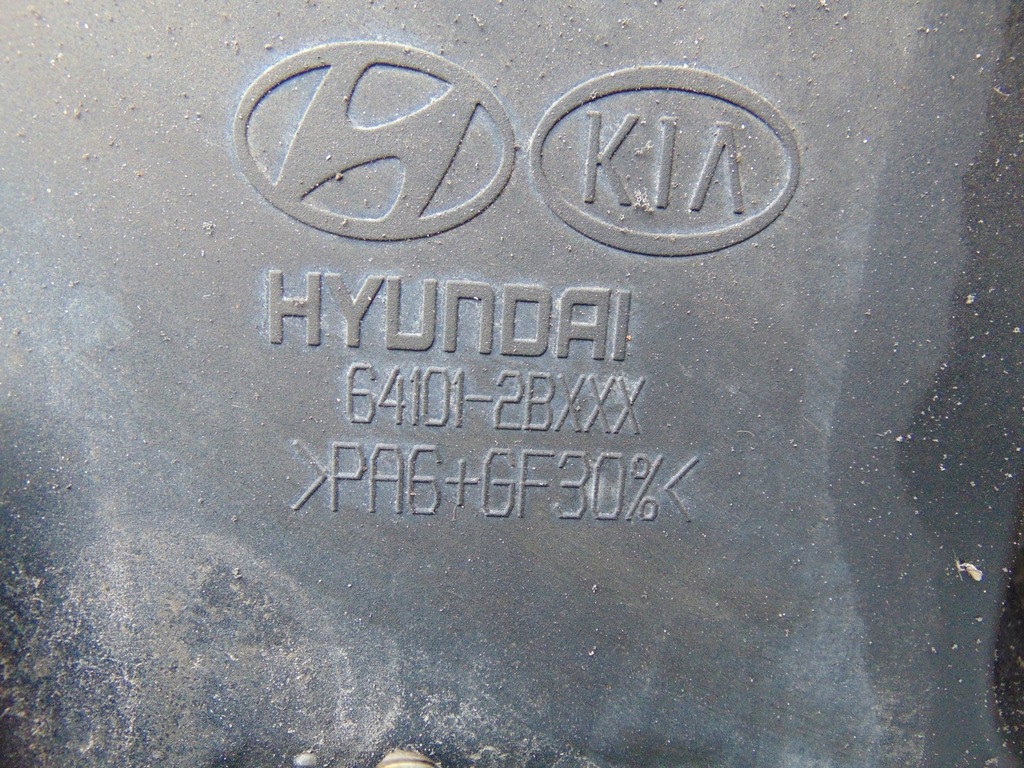 KIA
HYUNDAI
64101-2BXXX
>PA6+GF30%<